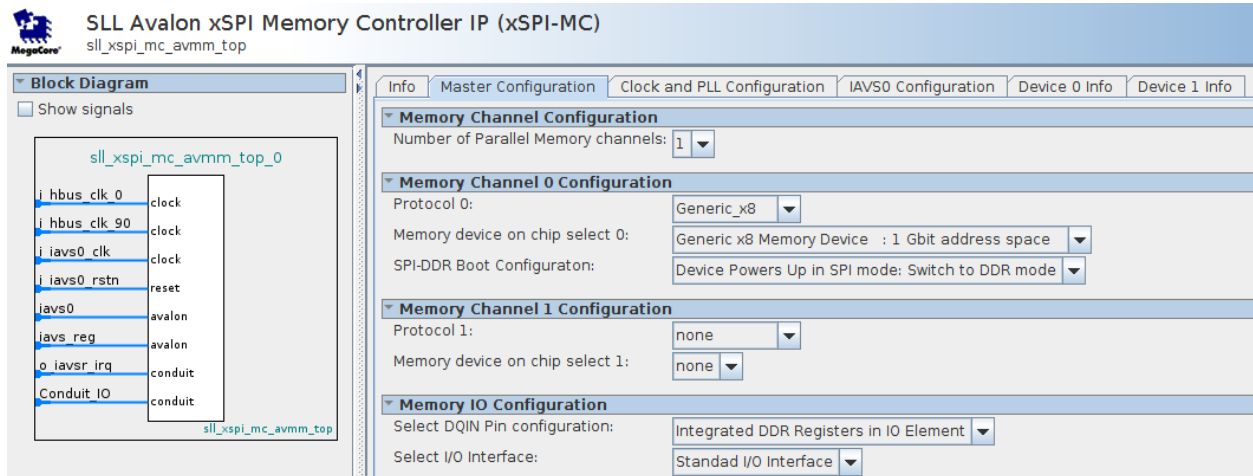 SLL Avalon xSPI Memory Controller IP (xSPI-MC)
MegaCore'
sll_xspi_mc_avmm_top
Block Diagram
Show signals
sll_xspi_mc_avmm_top_0
i_hbus_clk_0
clock
i_hbus_clk_90
clock
i_iavs0_clk
clock
i_iavs0_rstn
reset
iavs0
avalon
iavs_reg
avalon
o_iavsr_irq
conduit
Conduit_IO
conduit
sll_xspi_mc_avmm_top
Info Master Configuration Clock and PLL Configuration IAVS0 Configuration Device 0 Info Device 1 Info
Memory Channel Configuration
Number of Parallel Memory channels: 1
Memory Channel 0 Configuration
Protocol 0: Generic_x8
Memory device on chip select 0: Generic x8 Memory Device : 1 Gbit address space
SPI-DDR Boot Configuraton: Device Powers Up in SPI mode: Switch to DDR mode
Memory Channel 1 Configuration
Protocol 1: none
Memory device on chip select 1: none
Memory IO Configuration
Select DQIN Pin configuration: Integrated DDR Registers in IO Element
Select I/O Interface: Standad I/O Interface